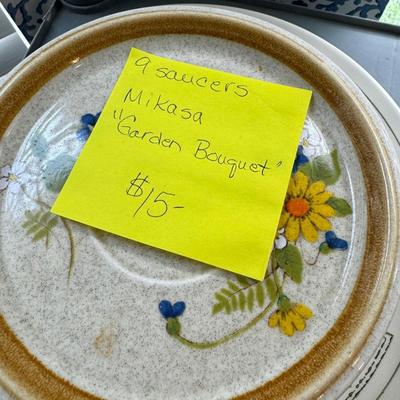 9 saucers
Mikasa
"Garden Bouquet"
$15-